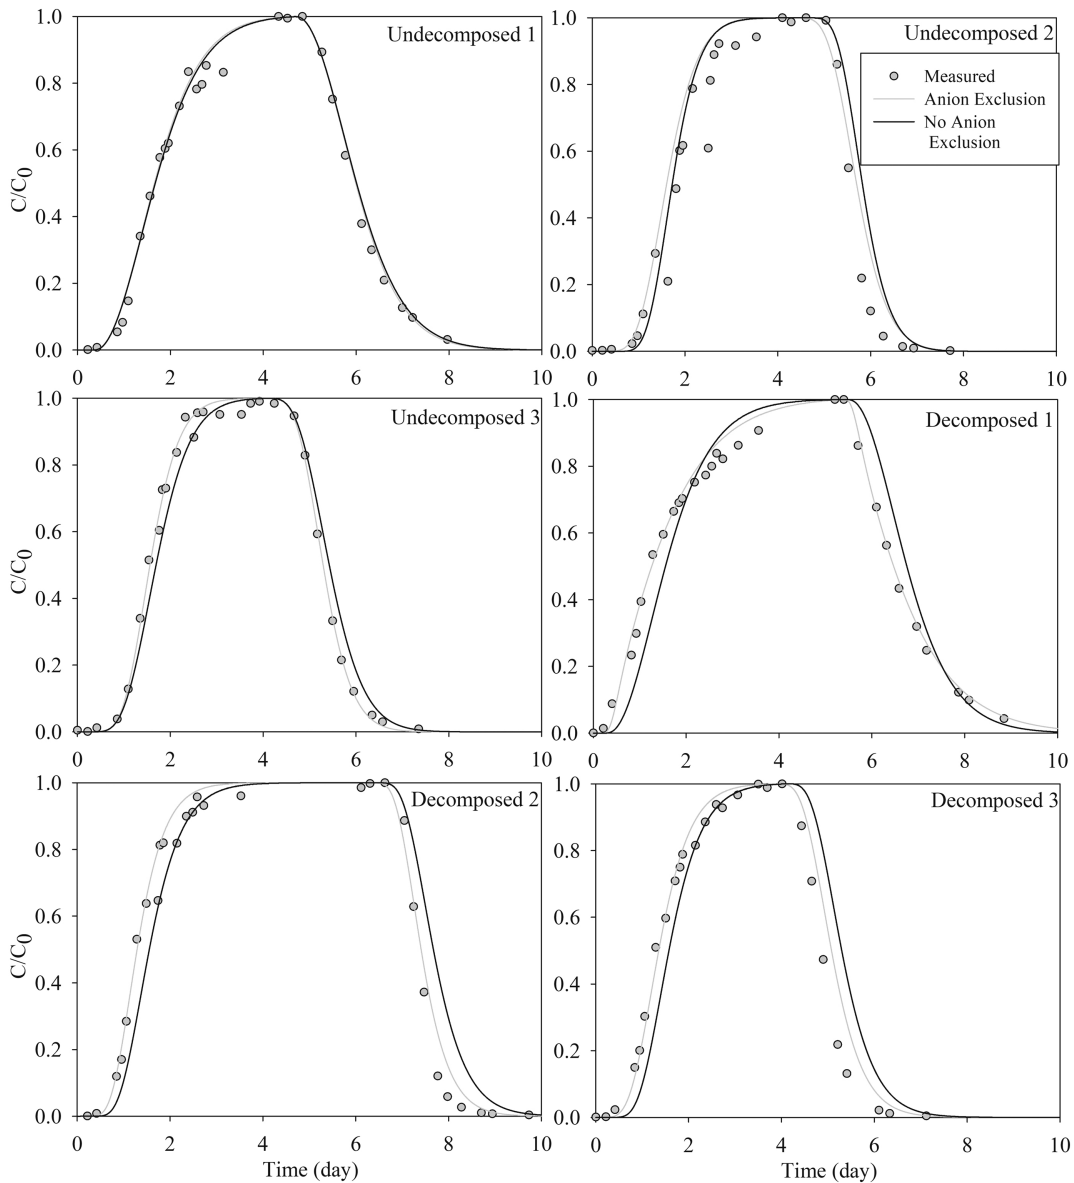 Undecomposed 1
1.0
0.8
0.6
0.4
0.2
0.0
C/C0
0 2 4 6 8 10
Undecomposed 2
Measured
Anion Exclusion
No Anion
Exclusion
1.0
0.8
0.6
0.4
0.2
0.0
0 2 4 6 8 10
Undecomposed 3
1.0
0.8
0.6
0.4
0.2
0.0
C/C0
0 2 4 6 8 10
Decomposed 1
1.0
0.8
0.6
0.4
0.2
0.0
0 2 4 6 8 10
Decomposed 2
1.0
0.8
0.6
0.4
0.2
0.0
C/C0
0 2 4 6 8 10
Time (day)
Decomposed 3
1.0
0.8
0.6
0.4
0.2
0.0
0 2 4 6 8 10
Time (day)